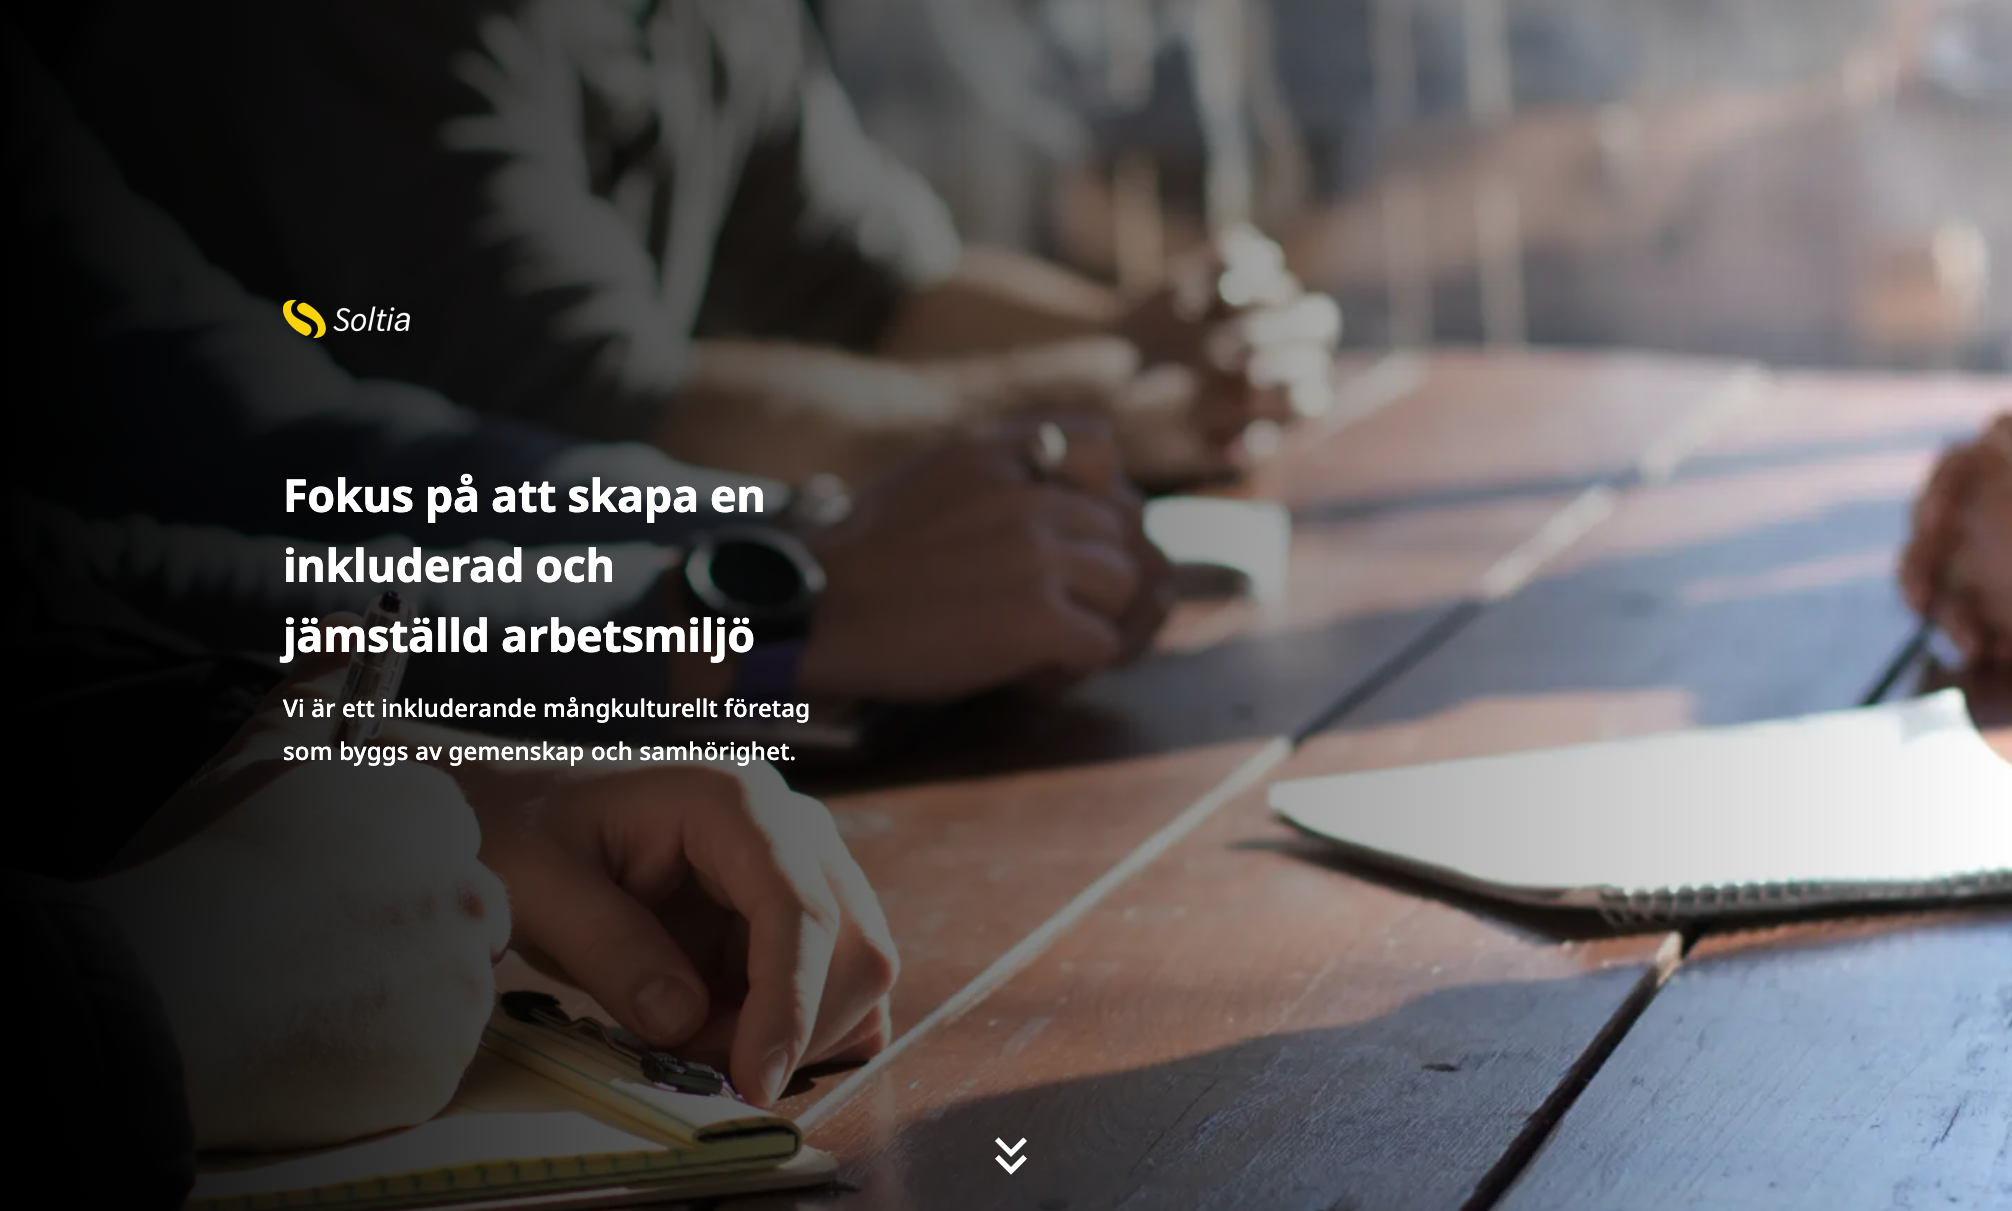 Soltia
Fokus på att skapa en
inkluderad och
jämställd arbetsmiljö
Vi är ett inkluderande mångkulturellt företag
som byggs av gemenskap och samhörighet.